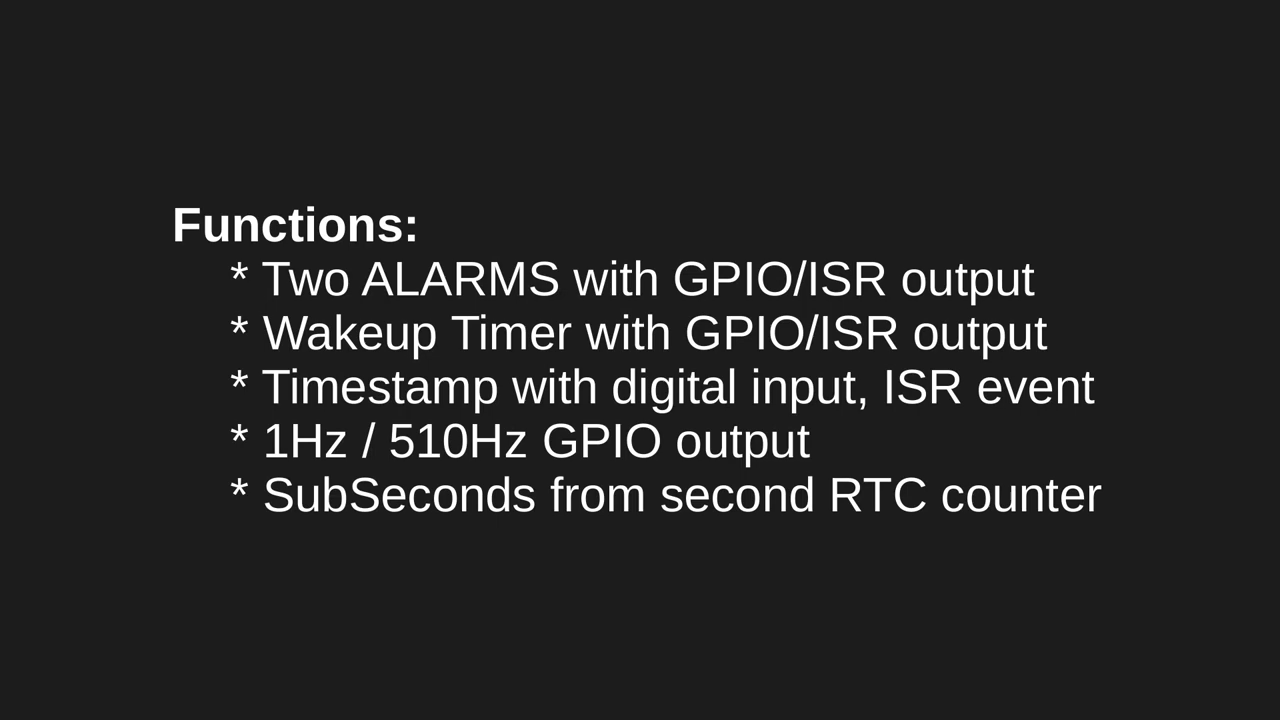 Functions:
* Two ALARMS with GPIO/ISR output
* Wakeup Timer with GPIO/ISR output
* Timestamp with digital input, ISR event
* 1Hz / 510Hz GPIO output
* SubSeconds from second RTC counter